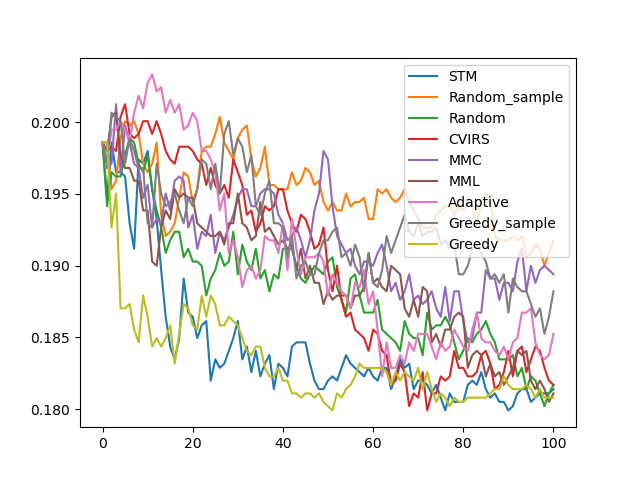 0.200
0.195
0.190
0.185
0.180
0
20
40
60
80
100
STM
Random_sample
Random
CVIRS
MMC
MML
Adaptive
Greedy_sample
Greedy